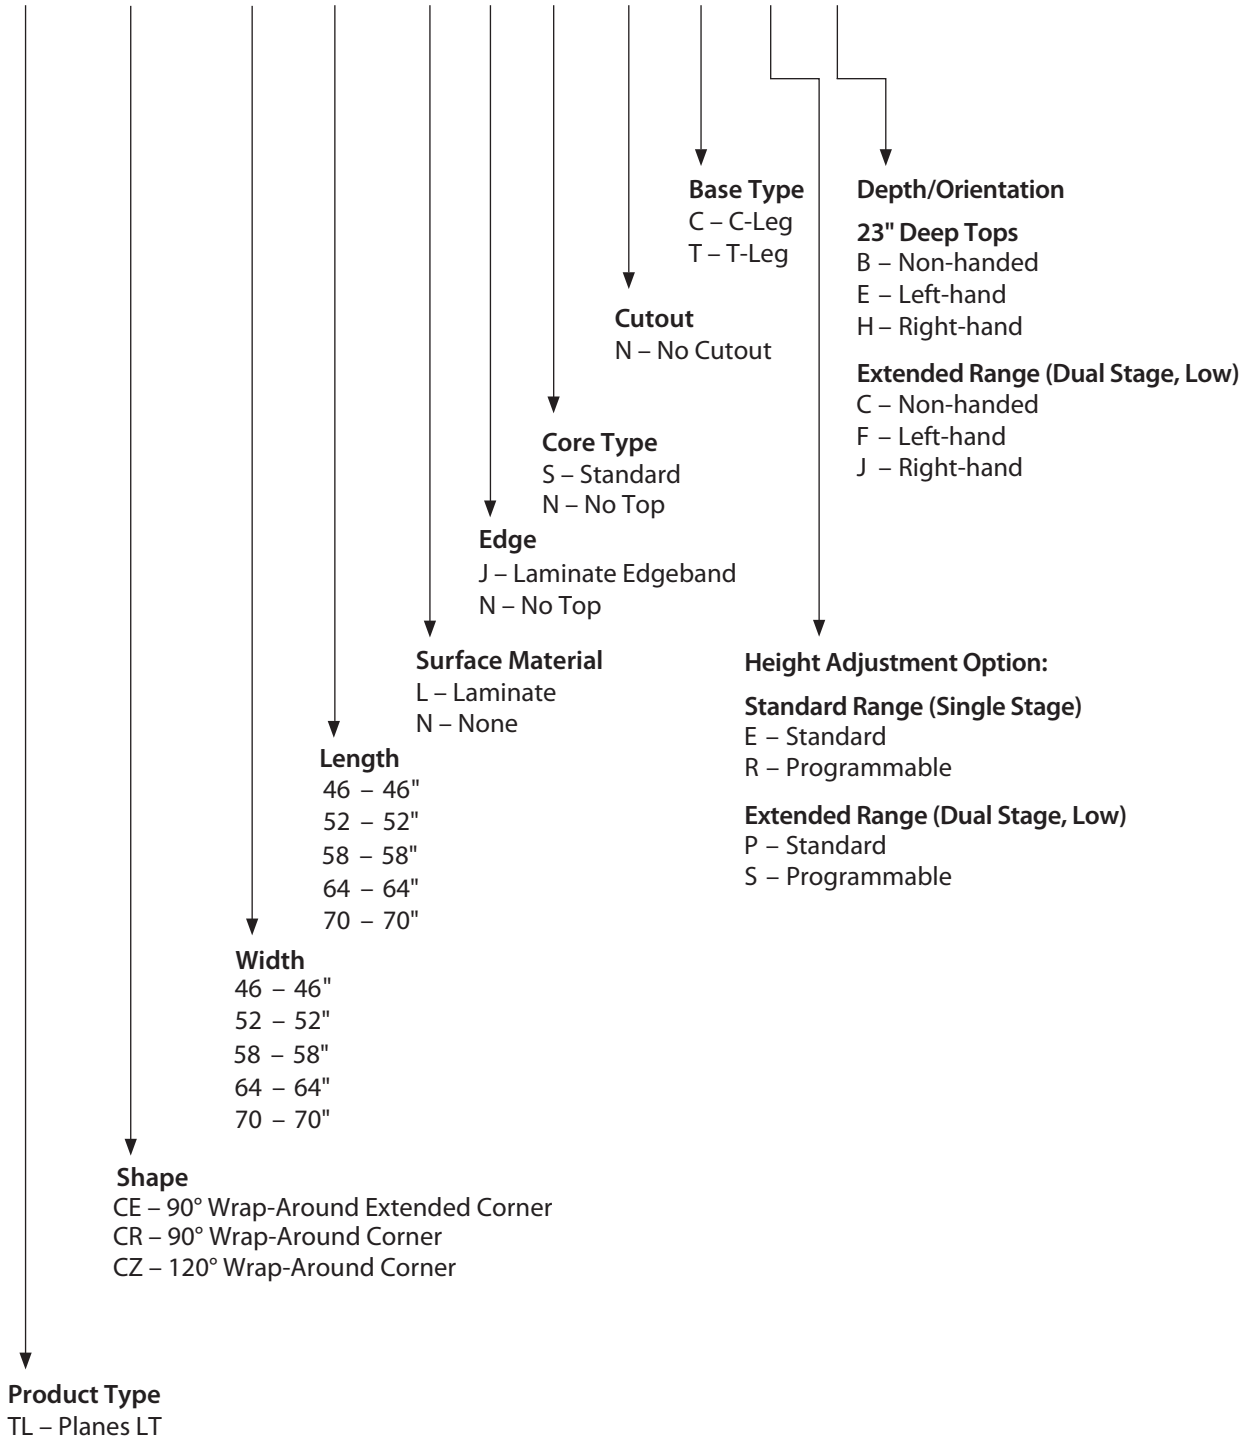 Base Type
C – C-Leg
T – T-Leg
Depth/Orientation
23" Deep Tops
B – Non-handed
E – Left-hand
H – Right-hand
Extended Range (Dual Stage, Low)
C – Non-handed
F – Left-hand
J – Right-hand
Cutout
N – No Cutout
Core Type
S – Standard
N – No Top
Edge
J – Laminate Edgeband
N – No Top
Surface Material
L – Laminate
N – None
Height Adjustment Option:
Standard Range (Single Stage)
E – Standard
R – Programmable
Extended Range (Dual Stage, Low)
P – Standard
S – Programmable
Length
46 – 46"
52 – 52"
58 – 58"
64 – 64"
70 – 70"
Width
46 – 46"
52 – 52"
58 – 58"
64 – 64"
70 – 70"
Shape
CE – 90° Wrap-Around Extended Corner
CR – 90° Wrap-Around Corner
CZ – 120° Wrap-Around Corner
Product Type
TL – Planes LT